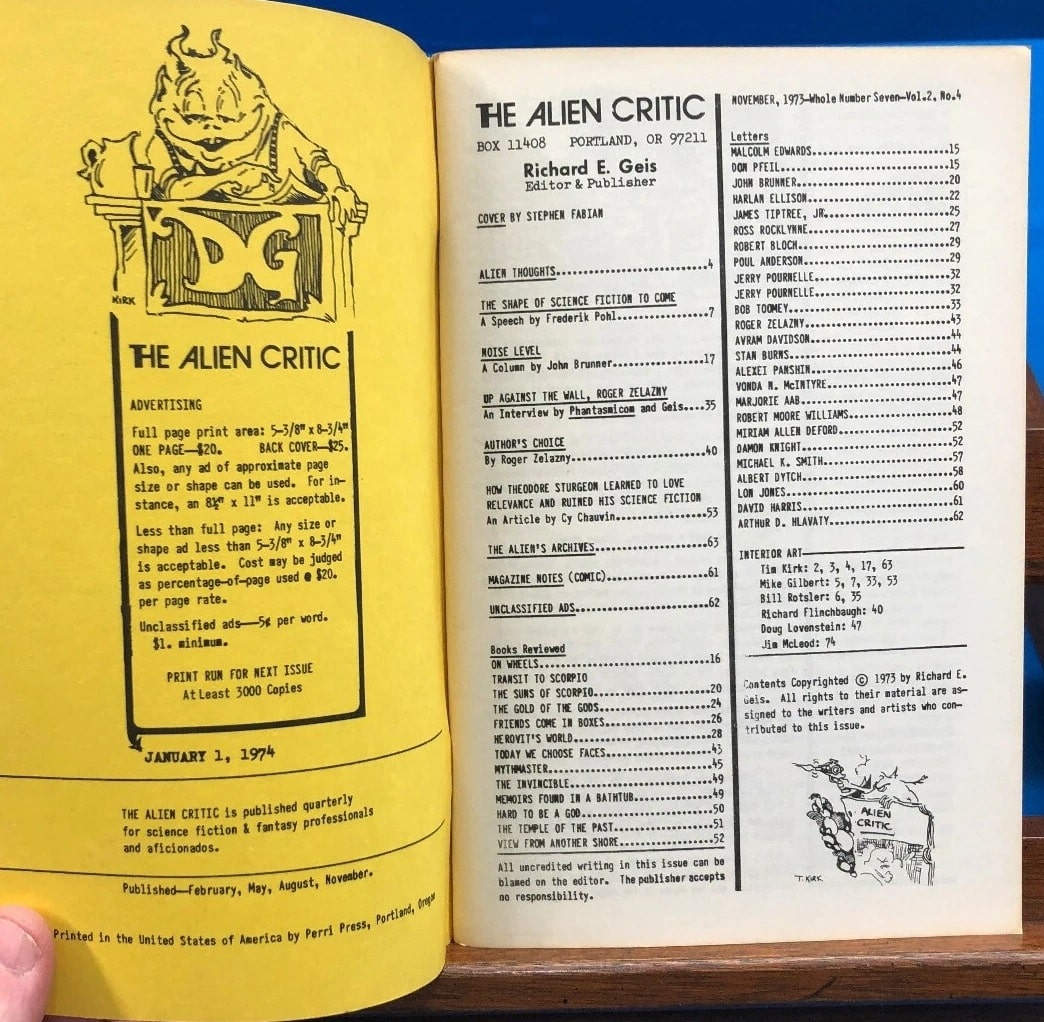 DG
KIRK
THE ALIEN CRITIC
ADVERTISING
Full page print area: 5-3/8" x 8-3/4"
ONE PAGE—$20. BACK COVER—$25.
Also, any ad of approximate page
size or shape can be used. For in-
stance, an 8½" x 11" is acceptable.
Less than full page: Any size or
shape ad less than 5-3/8" x 8-3/4"
is acceptable. Cost may be judged
as percentage-of-page used @ $20.
per page rate.
Unclassified ads——5¢ per word.
$1. minimum.
PRINT RUN FOR NEXT ISSUE
At Least 3000 Copies
JANUARY 1, 1974
THE ALIEN CRITIC is published quarterly
for science fiction & fantasy professionals
and aficionados.
Published—February, May, August, November.
Printed in the United States of America by Perri Press, Portland, Oregon
THE ALIEN CRITIC
BOX 11408 PORTLAND, OR 97211
Richard E. Geis
Editor & Publisher
COVER BY STEPHEN FABIAN
ALIEN THOUGHTS..................4
THE SHAPE OF SCIENCE FICTION TO COME
A Speech by Frederik Pohl...........7
NOISE LEVEL
A Column by John Brunner...........17
UP AGAINST THE WALL, ROGER ZELAZNY
An Interview by Phantasmicom and Geis....35
AUTHOR'S CHOICE
By Roger Zelazny..................40
HOW THEODORE STURGEON LEARNED TO LOVE
RELEVANCE AND RUINED HIS SCIENCE FICTION
An Article by Cy Chauvin...........53
THE ALIEN'S ARCHIVES..............63
MAGAZINE NOTES (COMIC)............61
UNCLASSIFIED ADS..................62
Books Reviewed
ON WHEELS.........................16
TRANSIT TO SCORPIO
THE SUNS OF SCORPIO...............20
THE GOLD OF THE GODS..............24
FRIENDS COME IN BOXES.............26
HEROVIT'S WORLD...................28
TODAY WE CHOOSE FACES.............43
MYTHMASTER........................45
THE INVINCIBLE....................49
MEMOIRS FOUND IN A BATHTUB........49
HARD TO BE A GOD..................50
THE TEMPLE OF THE PAST............51
VIEW FROM ANOTHER SHORE...........52
All uncredited writing in this issue can be
blamed on the editor. The publisher accepts
no responsibility.
NOVEMBER, 1973—Whole Number Seven—Vol.2. No.4
Letters
MALCOLM EDWARDS...................15
DON PFEIL.........................15
JOHN BRUNNER......................20
HARLAN ELLISON....................22
JAMES TIPTREE, JR.................25
ROSS ROCKLYNNE....................27
ROBERT BLOCH......................29
POUL ANDERSON.....................29
JERRY POURNELLE...................32
JERRY POURNELLE...................32
BOB TOOMEY........................33
ROGER ZELAZNY.....................43
AVRAM DAVIDSON....................44
STAN BURNS........................44
ALEXEI PANSHIN....................46
VONDA N. McINTYRE.................47
MARJORIE AAB......................47
ROBERT MOORE WILLIAMS.............48
MIRIAM ALLEN DEFORD...............52
DAMON KNIGHT......................52
MICHAEL K. SMITH..................57
ALBERT DYTCH......................58
LON JONES.........................60
DAVID HARRIS......................61
ARTHUR D. HLAVATY.................62
INTERIOR ART
Tim Kirk: 2, 3, 4, 17, 63
Mike Gilbert: 5, 7, 33, 53
Bill Rotsler: 6, 35
Richard Flinchbaugh: 40
Doug Lovenstein: 47
Jim McLeod: 74
Contents Copyrighted © 1973 by Richard E.
Geis. All rights to their material are as-
signed to the writers and artists who con-
tributed to this issue.
ALIEN
CRITIC
T. KIRK